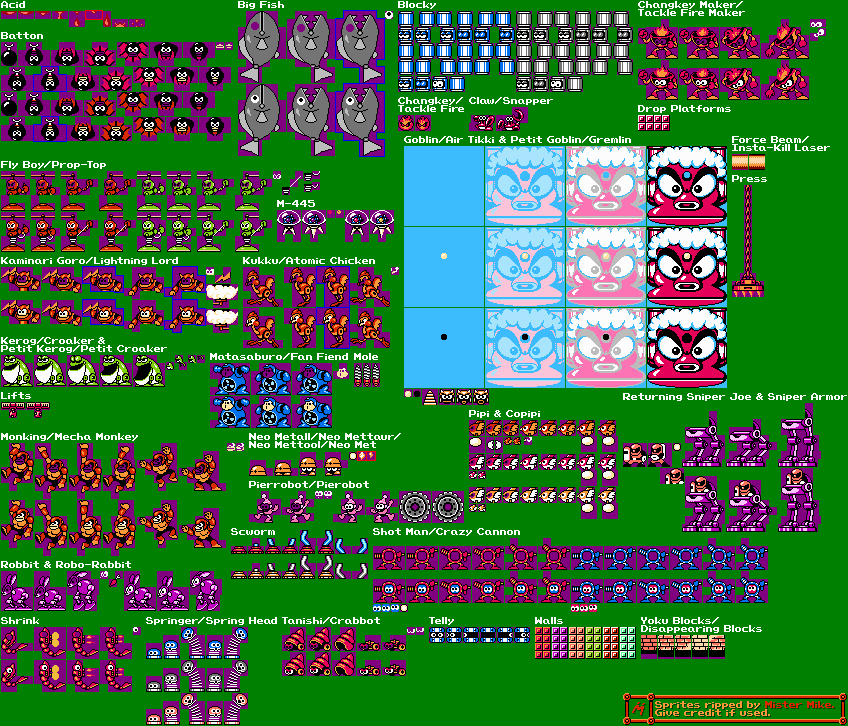 Acid
Big Fish
Blocky
Changkey Maker/
Tackle Fire Maker
Batton
Changkey/
Tackle Fire
Claw/Snapper
Drop Platforms
Goblin/Air Tikki & Petit Goblin/Gremlin
Force Beam/
Insta-Kill Laser
Fly Boy/Prop-Top
Press
M-445
Kaminari Goro/Lightning Lord
Kukku/Atomic Chicken
Kerog/Croaker &
Petit Kerog/Petit Croaker
Matasaburo/Fan Fiend Mole
Lifts
Returning Sniper Joe & Sniper Armor
Pipi & Copipi
Monking/Mecha Monkey
Neo Metall/Neo Mettaur/
Neo Mettool/Neo Met
Pierrobot/Pierobot
Scworm
Shot Man/Crazy Cannon
Robbit & Robo-Rabbit
Shrink
Springer/Spring Head
Tanishi/Crabbot
Telly
Walls
Yoku Blocks/
Disappearing Blocks
Sprites ripped by Mister Mike.
Give credit if used.